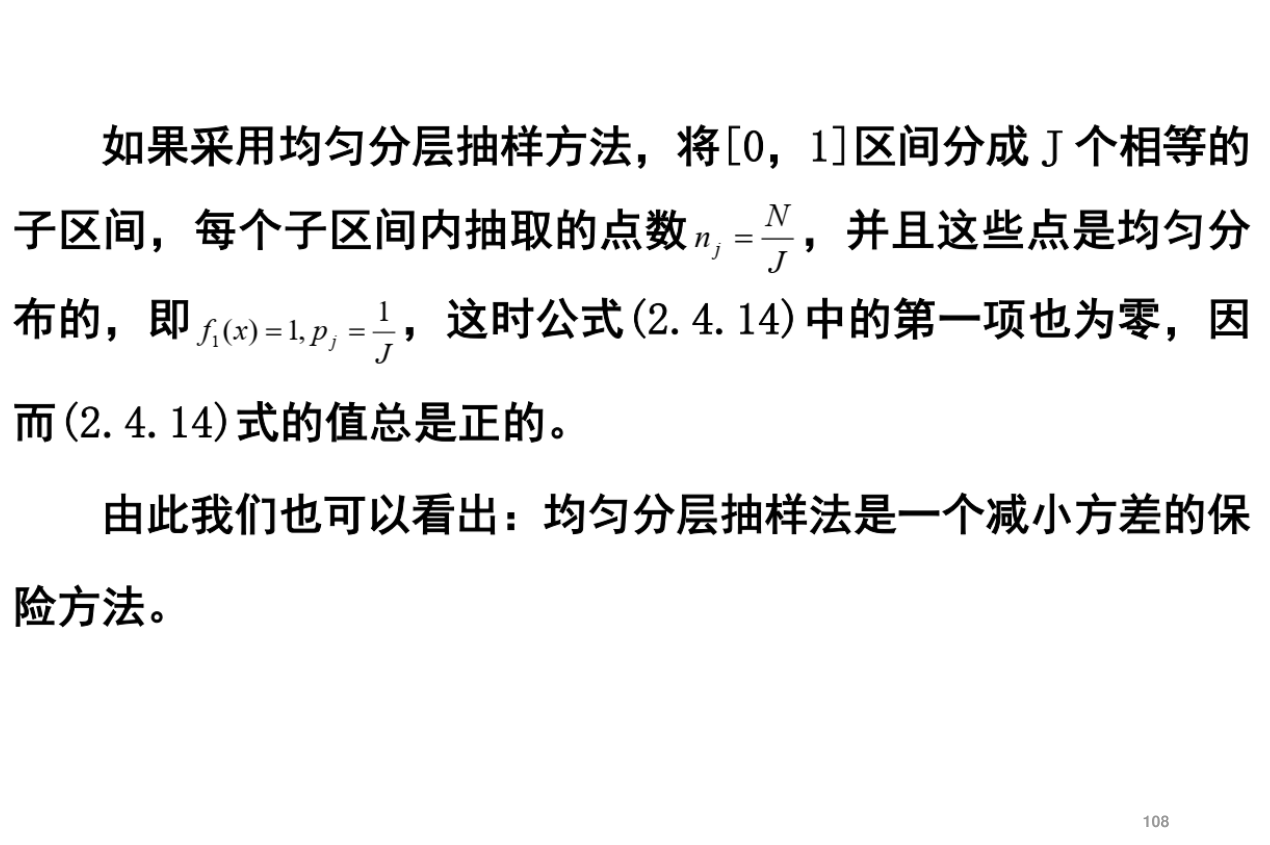 如果采用均匀分层抽样方法，将[0，1]区间分成 J 个相等的
子区间，每个子区间内抽取的点数 n_j = N/J，并且这些点是均匀分
布的，即 f_1(x) = 1, p_j = 1/J，这时公式(2.4.14)中的第一项也为零，因
而(2.4.14)式的值总是正的。
由此我们也可以看出：均匀分层抽样法是一个减小方差的保
险方法。
108